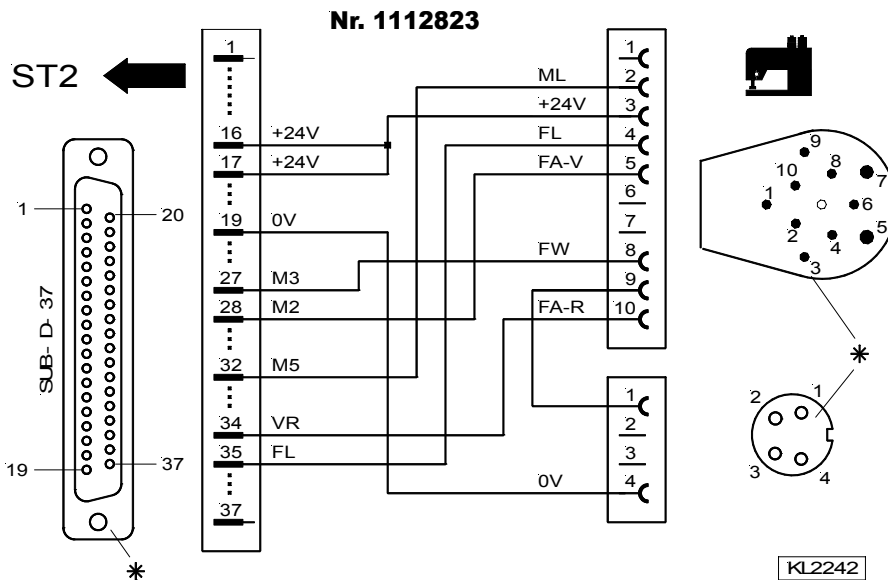 Nr. 1112823
ST2
1
16 +24V
17 +24V
19 0V
27 M3
28 M2
32 M5
34 VR
35 FL
37
1
ML 2
+24V 3
FL 4
FA-V 5
6
7
FW 8
9
FA-R 10
1
2
3
0V 4
1
20
SUB- D- 37
19
37
9
8
10
7
1
6
2
4
5
3
2
1
3
4
KL2242